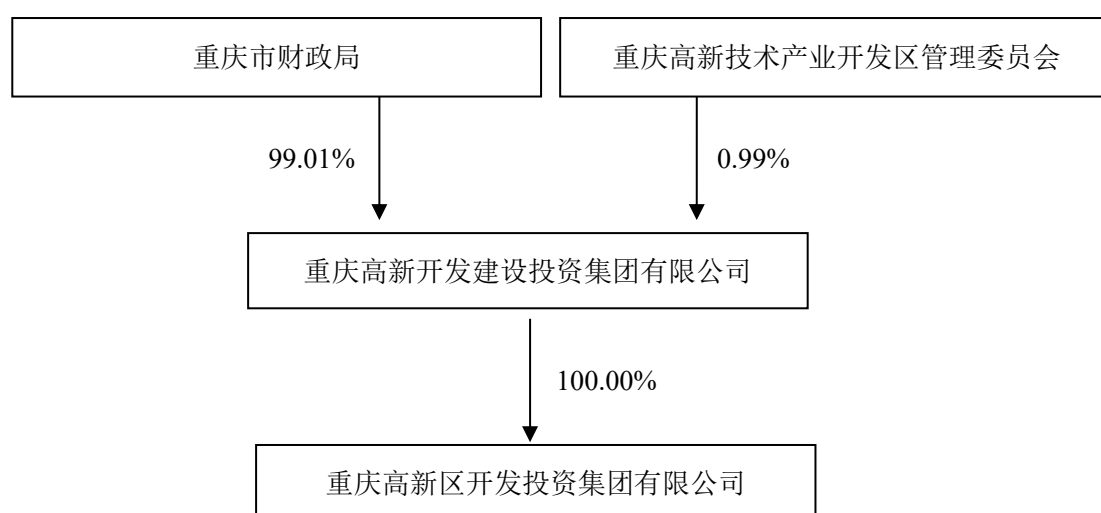 重庆市财政局
重庆高新技术产业开发区管理委员会
99.01%
0.99%
重庆高新开发建设投资集团有限公司
100.00%
重庆高新区开发投资集团有限公司